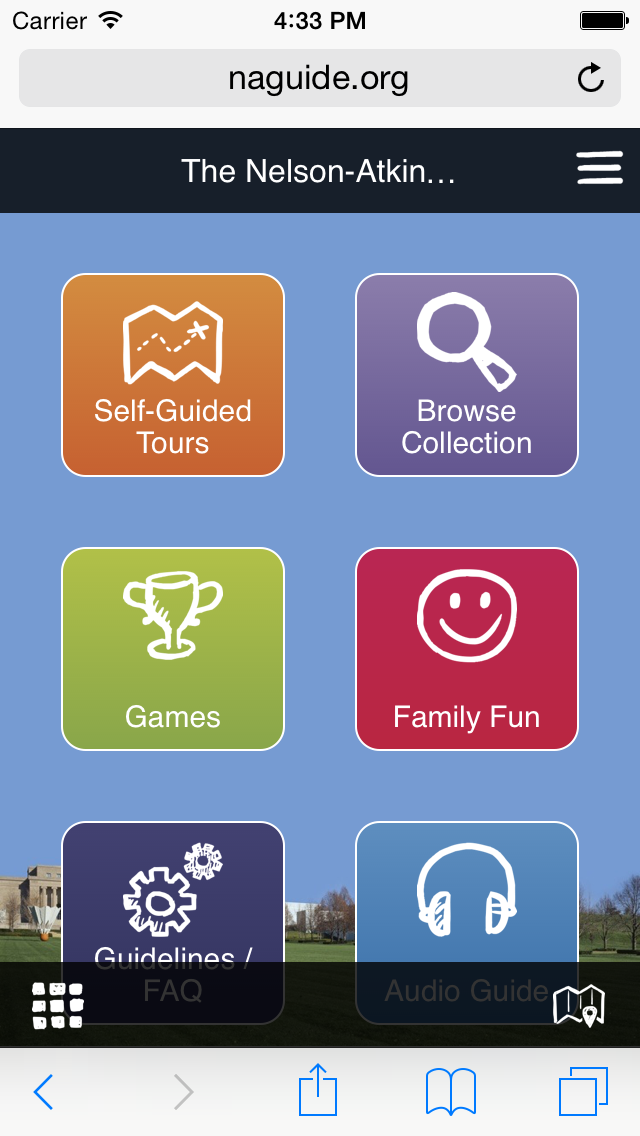 Carrier 4:33 PM
naguide.org
The Nelson-Atkin...
Self-Guided
Tours
Browse
Collection
Games
Family Fun
Guidelines /
FAQ
Audio Guide